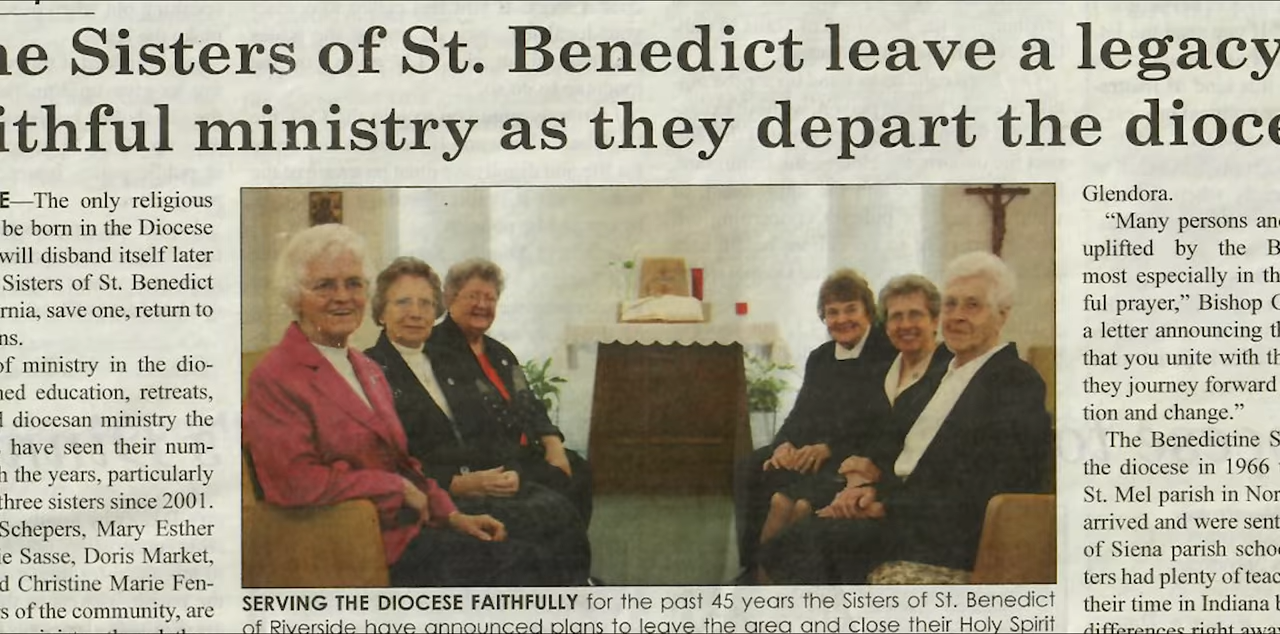 he Sisters of St. Benedict leave a legacy
ithful ministry as they depart the dioce
E—The only religious
be born in the Diocese
will disband itself later
Sisters of St. Benedict
rnia, save one, return to
ns.
of ministry in the dio-
ned education, retreats,
d diocesan ministry the
have seen their num-
h the years, particularly
three sisters since 2001.
Schepers, Mary Esther
ie Sasse, Doris Market,
d Christine Marie Fen-
rs of the community, are
SERVING THE DIOCESE FAITHFULLY for the past 45 years the Sisters of St. Benedict
of Riverside have announced plans to leave the area and close their Holy Spirit
Glendora.
“Many persons and
uplifted by the B
most especially in th
ful prayer,” Bishop
a letter announcing t
that you unite with th
they journey forward
tion and change.”
The Benedictine S
the diocese in 1966
St. Mel parish in Nor
arrived and were sent
of Siena parish schoo
ters had plenty of teac
their time in Indiana b
differences right away